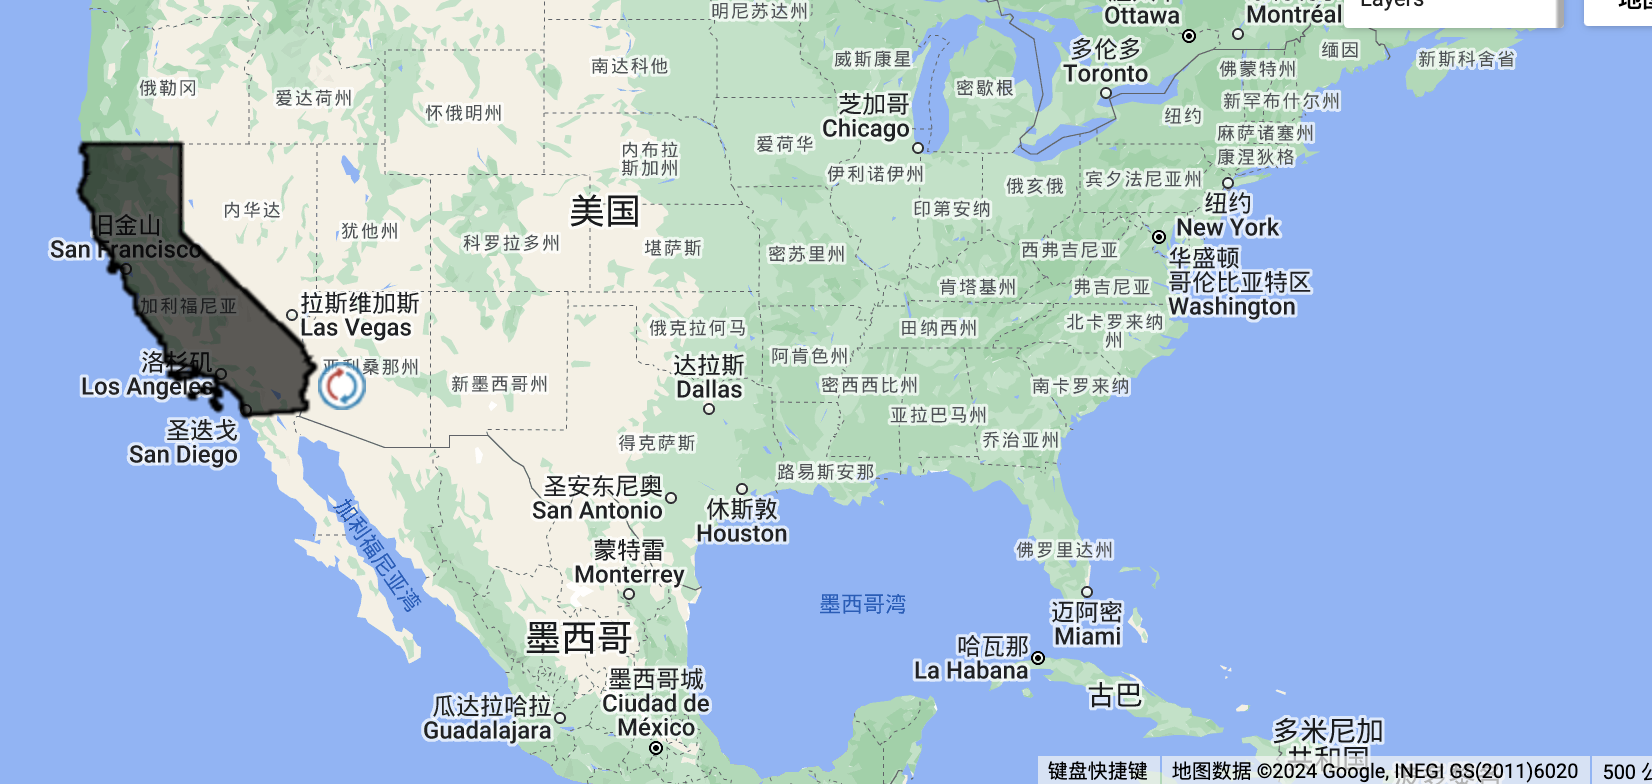 明尼苏达州
Ottawa
Montréal
Layers
缅因
新斯科舍省
俄勒冈
爱达荷州
怀俄明州
南达科他
威斯康星
密歇根
多伦多
Toronto
佛蒙特州
新罕布什尔州
纽约
麻萨诸塞州
康涅狄格
芝加哥
Chicago
爱荷华
内布拉
斯加州
伊利诺伊州
俄亥俄
宾夕法尼亚州
印第安纳
纽约
New York
旧金山
San Francisco
内华达
犹他州
科罗拉多州
美国
堪萨斯
密苏里州
西弗吉尼亚
华盛顿
哥伦比亚特区
Washington
肯塔基州
弗吉尼亚
加利福尼亚
拉斯维加斯
Las Vegas
俄克拉何马
田纳西州
北卡罗来纳
州
洛杉矶
Los Angeles
亚利桑那州
新墨西哥州
达拉斯
Dallas
阿肯色州
密西西比州
南卡罗来纳
亚拉巴马州
乔治亚州
圣迭戈
San Diego
得克萨斯
路易斯安那
圣安东尼奥
San Antonio
休斯敦
Houston
加利福尼亚湾
蒙特雷
Monterrey
佛罗里达州
墨西哥湾
迈阿密
Miami
墨西哥
哈瓦那
La Habana
古巴
墨西哥城
Ciudad de
México
瓜达拉哈拉
Guadalajara
多米尼加
共和国
键盘快捷键
地图数据 ©2024 Google, INEGI GS(2011)6020
500